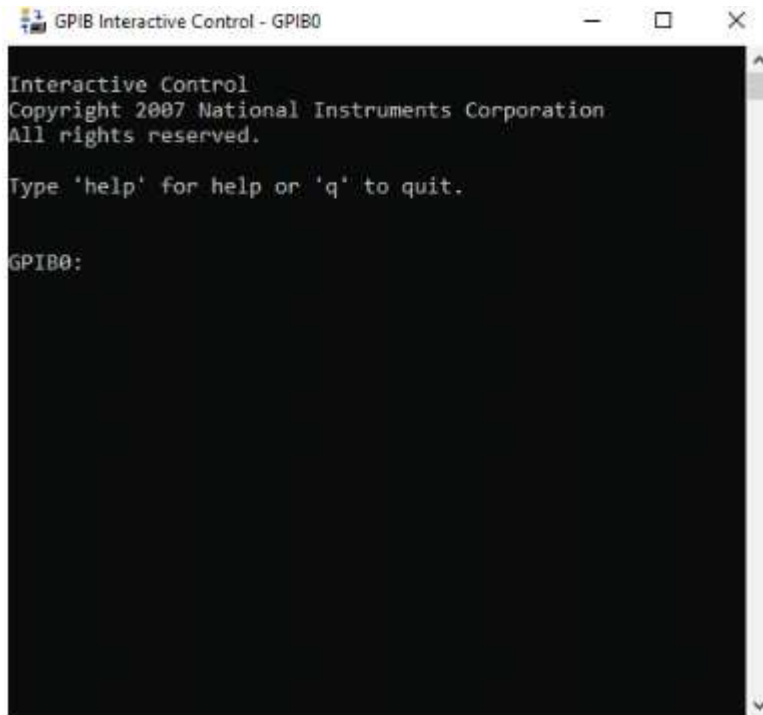 GPIB Interactive Control - GPIB0
Interactive Control
Copyright 2007 National Instruments Corporation
All rights reserved.
Type 'help' for help or 'q' to quit.
GPIB0: